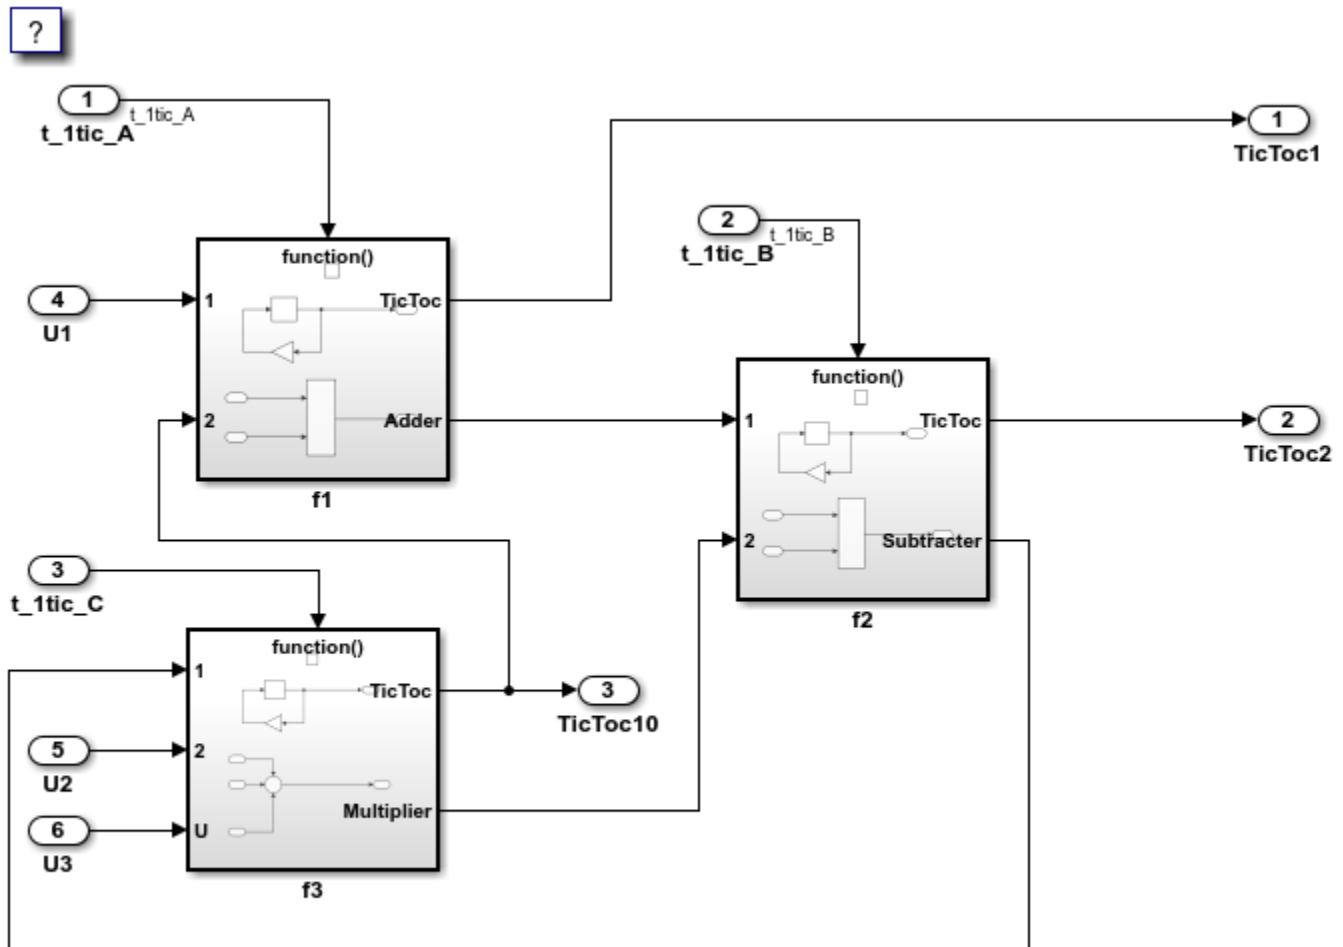 ?
1
t_1tic_A
t_1tic_A
1
TicToc1
2
t_1tic_B
t_1tic_B
function()
4
U1
1
TicToc
2
Adder
f1
function()
1
TicToc
2
Subtracter
f2
2
TicToc2
3
t_1tic_C
function()
1
TicToc
3
TicToc10
5
U2
2
6
U3
U
Multiplier
f3